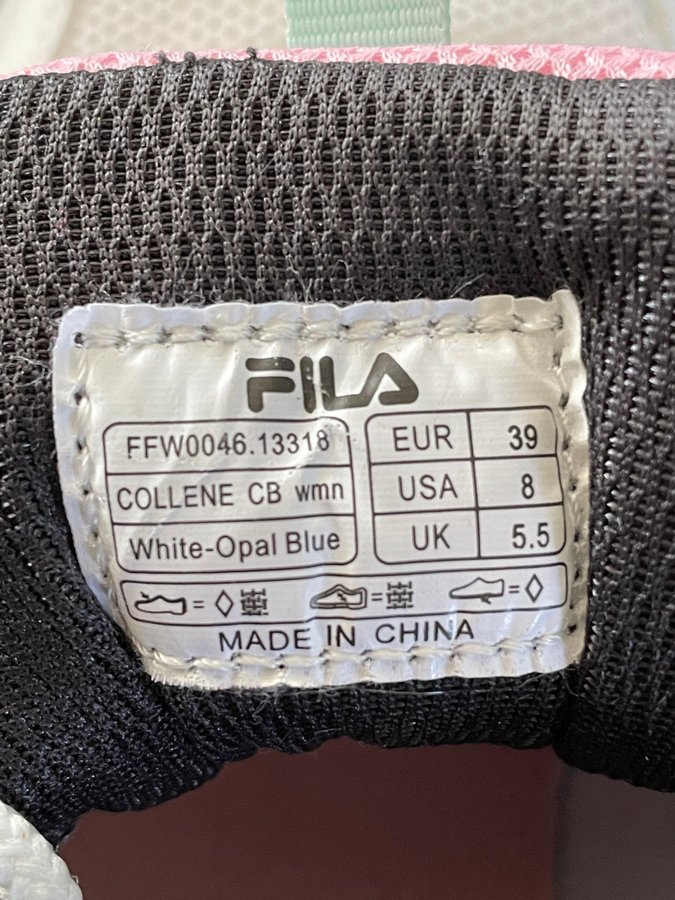 FILA
FFW0046.13318
COLLENE CB wmn
White-Opal Blue
EUR 39
USA 8
UK 5.5
MADE IN CHINA